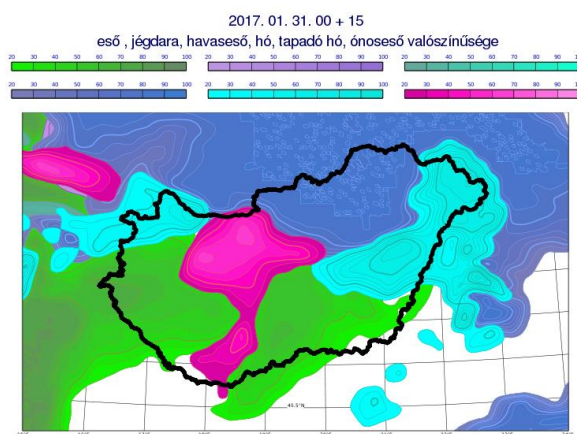 2017. 01. 31. 00 + 15
eső , jégdara, havaseső, hó, tapadó hó, ónoseső valószínűsége
20 30 40 50 60 70 80 90 100 20 30 40 50 60 70 80 90 100 20 30 40 50 60 70 80 90 100
20 30 40 50 60 70 80 90 100 20 30 40 50 60 70 80 90 100 20 30 40 50 60 70 80 90 100
45.5°N